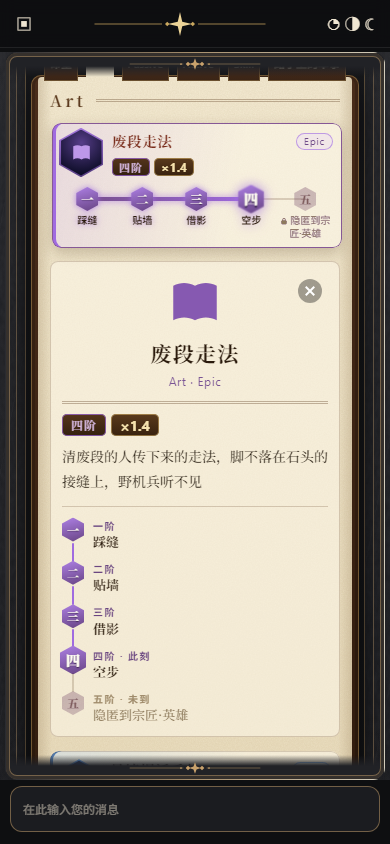 Art
废段走法
Epic
四阶
×1.4
一
二
三
四
五
踩缝
贴墙
借影
空步
隐匿到宗
匠·英雄
废段走法
Art · Epic
四阶
×1.4
清废段的人传下来的走法，脚不落在石头的
接缝上，野机兵听不见
一
一阶
踩缝
二
二阶
贴墙
三
三阶
借影
四
四阶 · 此刻
空步
五
五阶 · 未到
隐匿到宗匠·英雄
在此输入您的消息